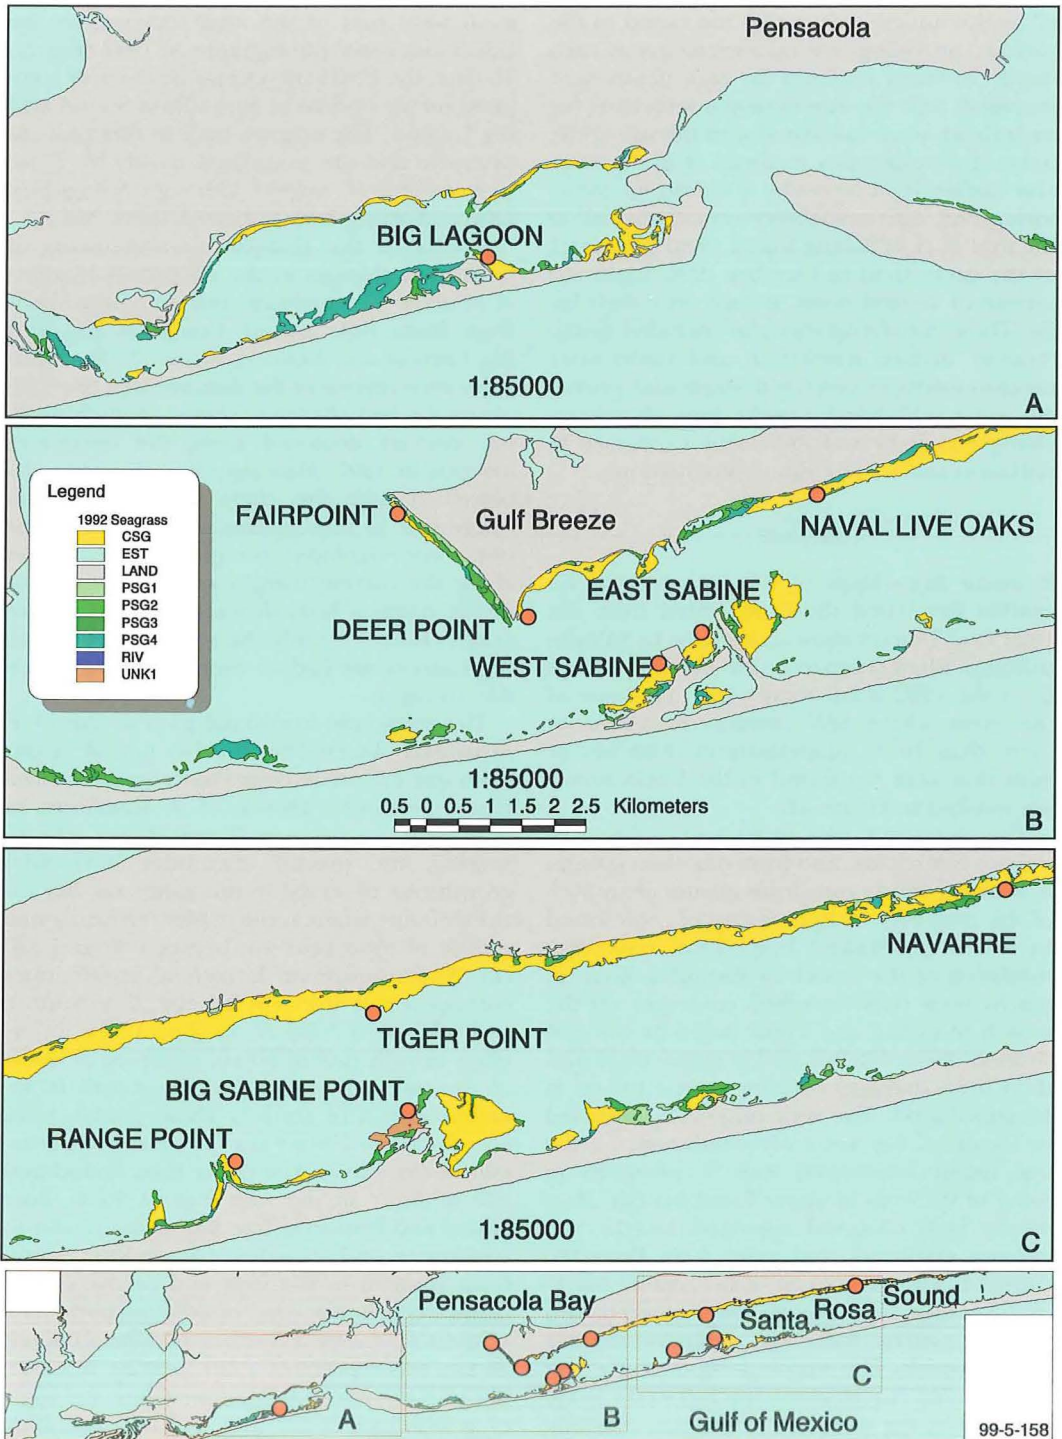 Pensacola
BIG LAGOON
1:85000
A
Legend
1992 Seagrass
CSG
EST
LAND
PSG1
PSG2
PSG3
PSG4
RIV
UNK1
FAIRPOINT
Gulf Breeze
NAVAL LIVE OAKS
EAST SABINE
DEER POINT
WEST SABINE
1:85000
0.5 0 0.5 1 1.5 2 2.5 Kilometers
B
NAVARRE
TIGER POINT
BIG SABINE POINT
RANGE POINT
1:85000
C
Pensacola Bay
Santa Rosa Sound
A
B
C
Gulf of Mexico
99-5-158